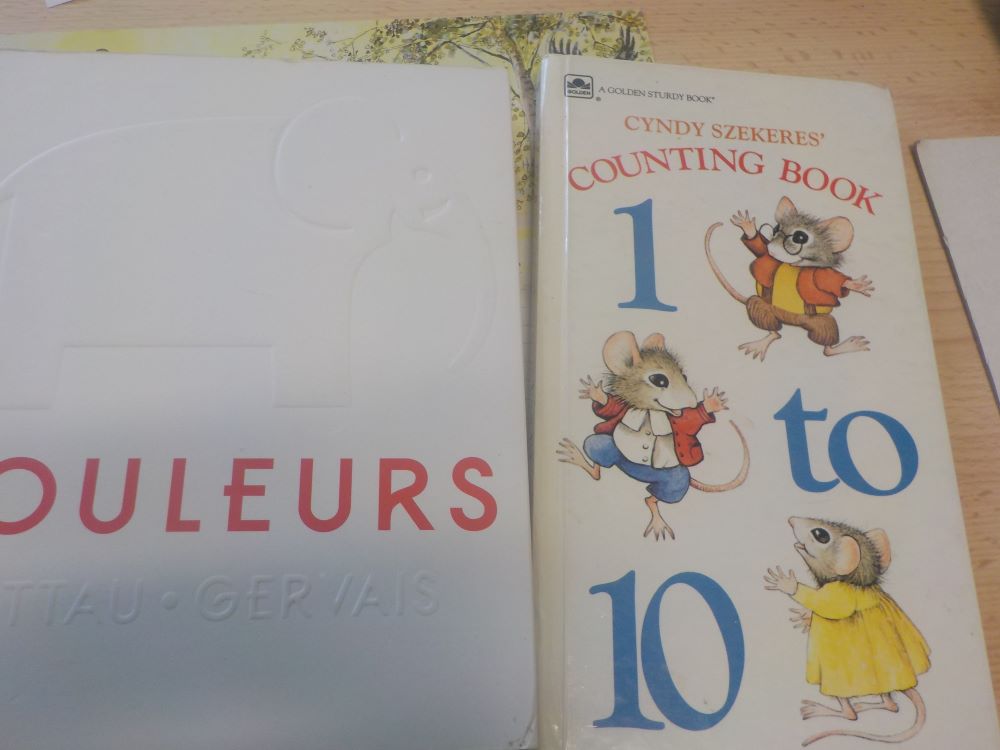 OULEURS
TTAU • GERVAIS
GOLDEN
A GOLDEN STURDY BOOK®
CYNDY SZEKERES'
COUNTING BOOK
1
to
10